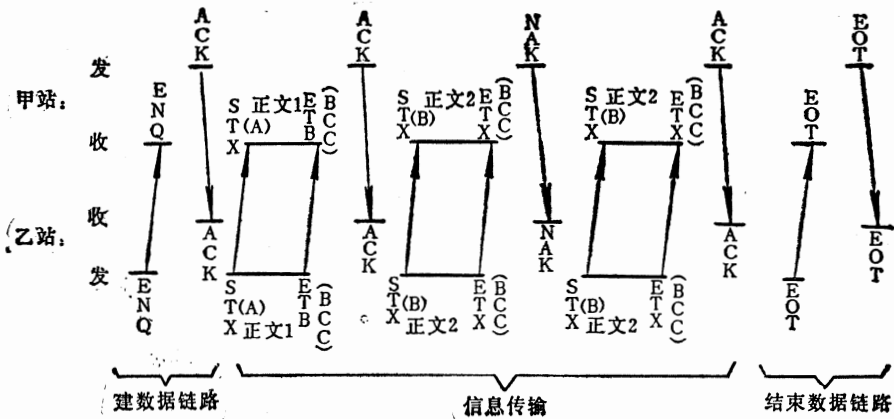 ACK ACK NAK ACK EOT
发
甲站: ENQ STX 正文1(A) ETB (BCC) STX 正文2(B) ETX (BCC) STX 正文2(B) ETX (BCC) EOT
收
收
乙站: ACK ACK NAK ACK EOT
发
ENQ STX (A)正文1 ETB (BCC) STX (B)正文2 ETX (BCC) STX (B)正文2 ETX (BCC) EOT
建数据链路 信息传输 结束数据链路